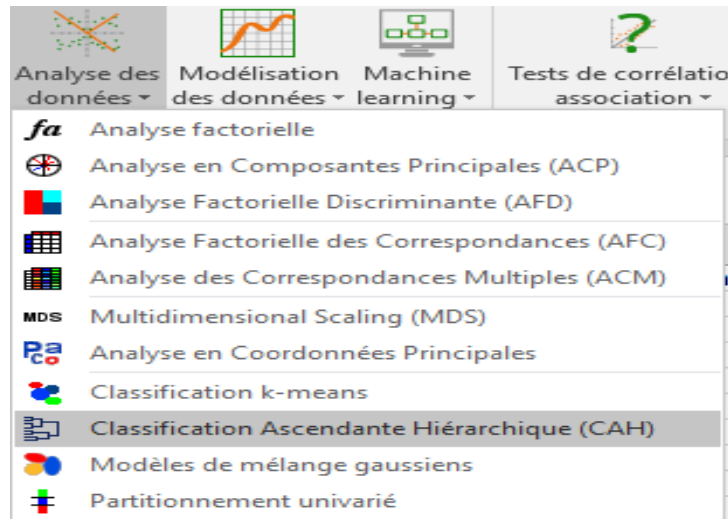 Analyse des Modélisation Machine Tests de corrélatio
données des données learning association
fa Analyse factorielle
Analyse en Composantes Principales (ACP)
Analyse Factorielle Discriminante (AFD)
Analyse Factorielle des Correspondances (AFC)
Analyse des Correspondances Multiples (ACM)
MDS Multidimensional Scaling (MDS)
PCo a Analyse en Coordonnées Principales
Classification k-means
Classification Ascendante Hiérarchique (CAH)
Modèles de mélange gaussiens
Partitionnement univarié